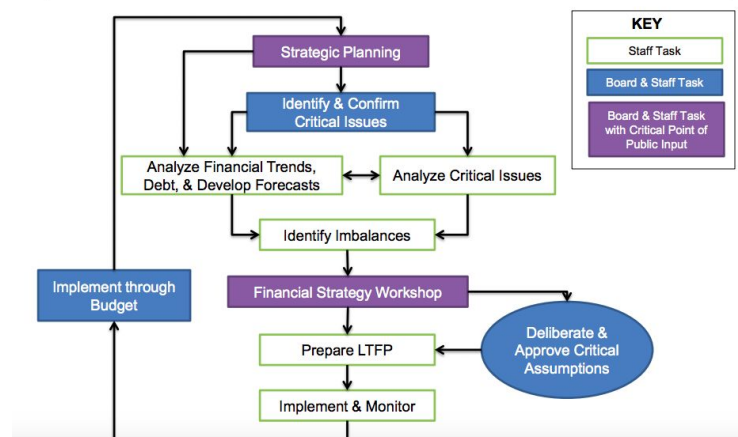 KEY
Staff Task
Board & Staff Task
Board & Staff Task
with Critical Point of
Public Input
Strategic Planning
Identify & Confirm
Critical Issues
Analyze Financial Trends,
Debt, & Develop Forecasts
Analyze Critical Issues
Identify Imbalances
Implement through
Budget
Financial Strategy Workshop
Deliberate &
Approve Critical
Assumptions
Prepare LTFP
Implement & Monitor